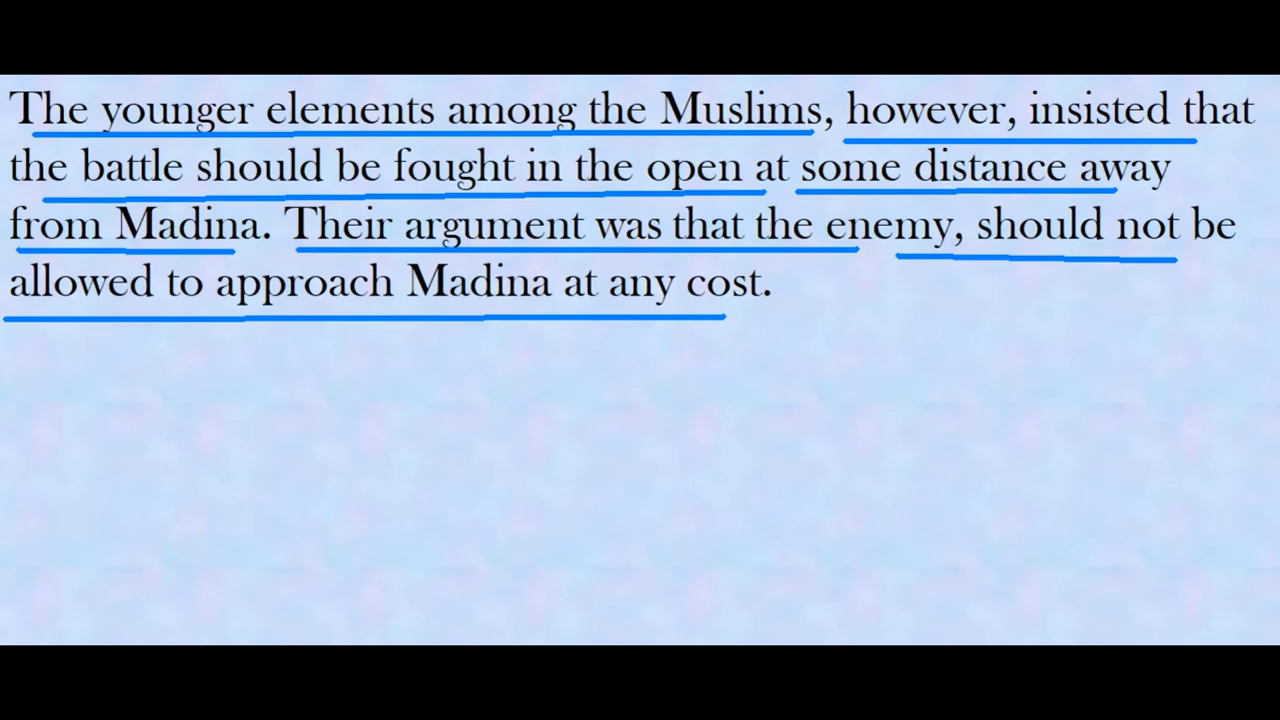 The younger elements among the Muslims, however, insisted that
the battle should be fought in the open at some distance away
from Madina. Their argument was that the enemy, should not be
allowed to approach Madina at any cost.